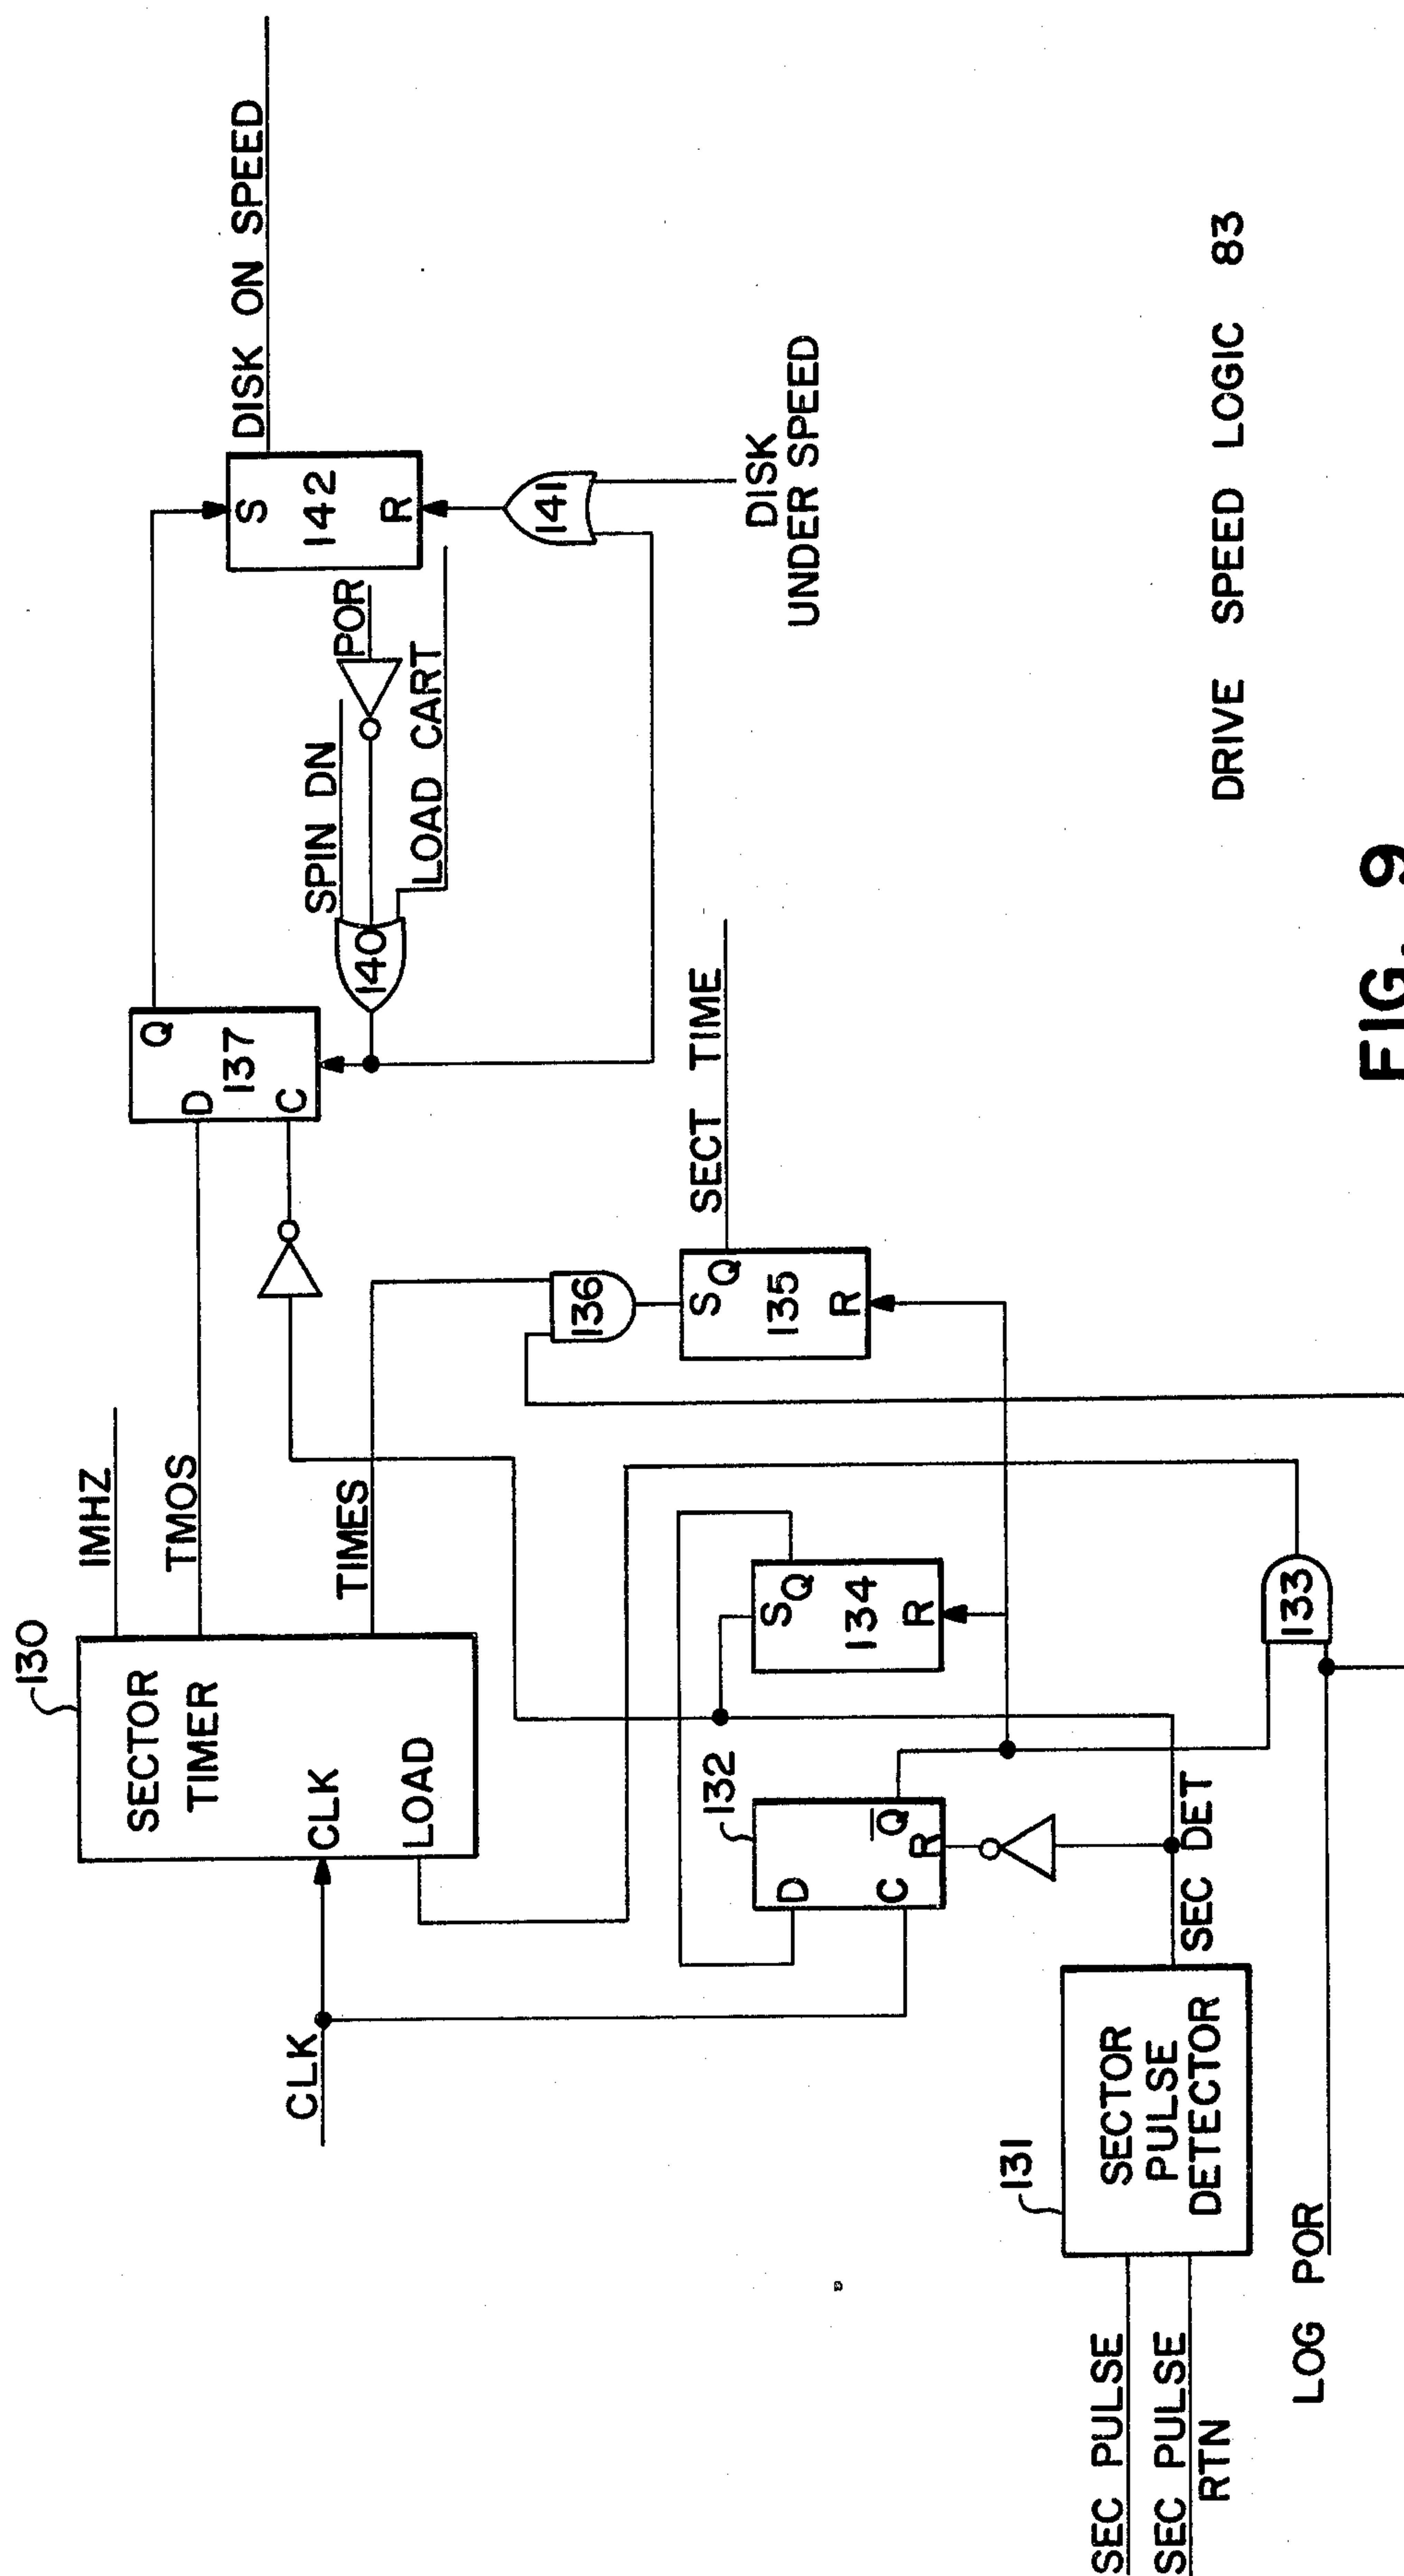 130
SECTOR
TIMER
CLK
LOAD
IMHZ
TMOS
TIMES
CLK
D
C
Q
137
SPIN DN
POR
LOAD CART
140
S
142
R
DISK ON SPEED
141
DISK
UNDER SPEED
136
S
Q
135
R
SECT TIME
S
Q
134
R
132
D
C
Q
R
133
131
SECTOR
PULSE
DETECTOR
SEC DET
SEC PULSE
SEC PULSE
RTN
LOG POR
DRIVE SPEED LOGIC 83
FIG. 9